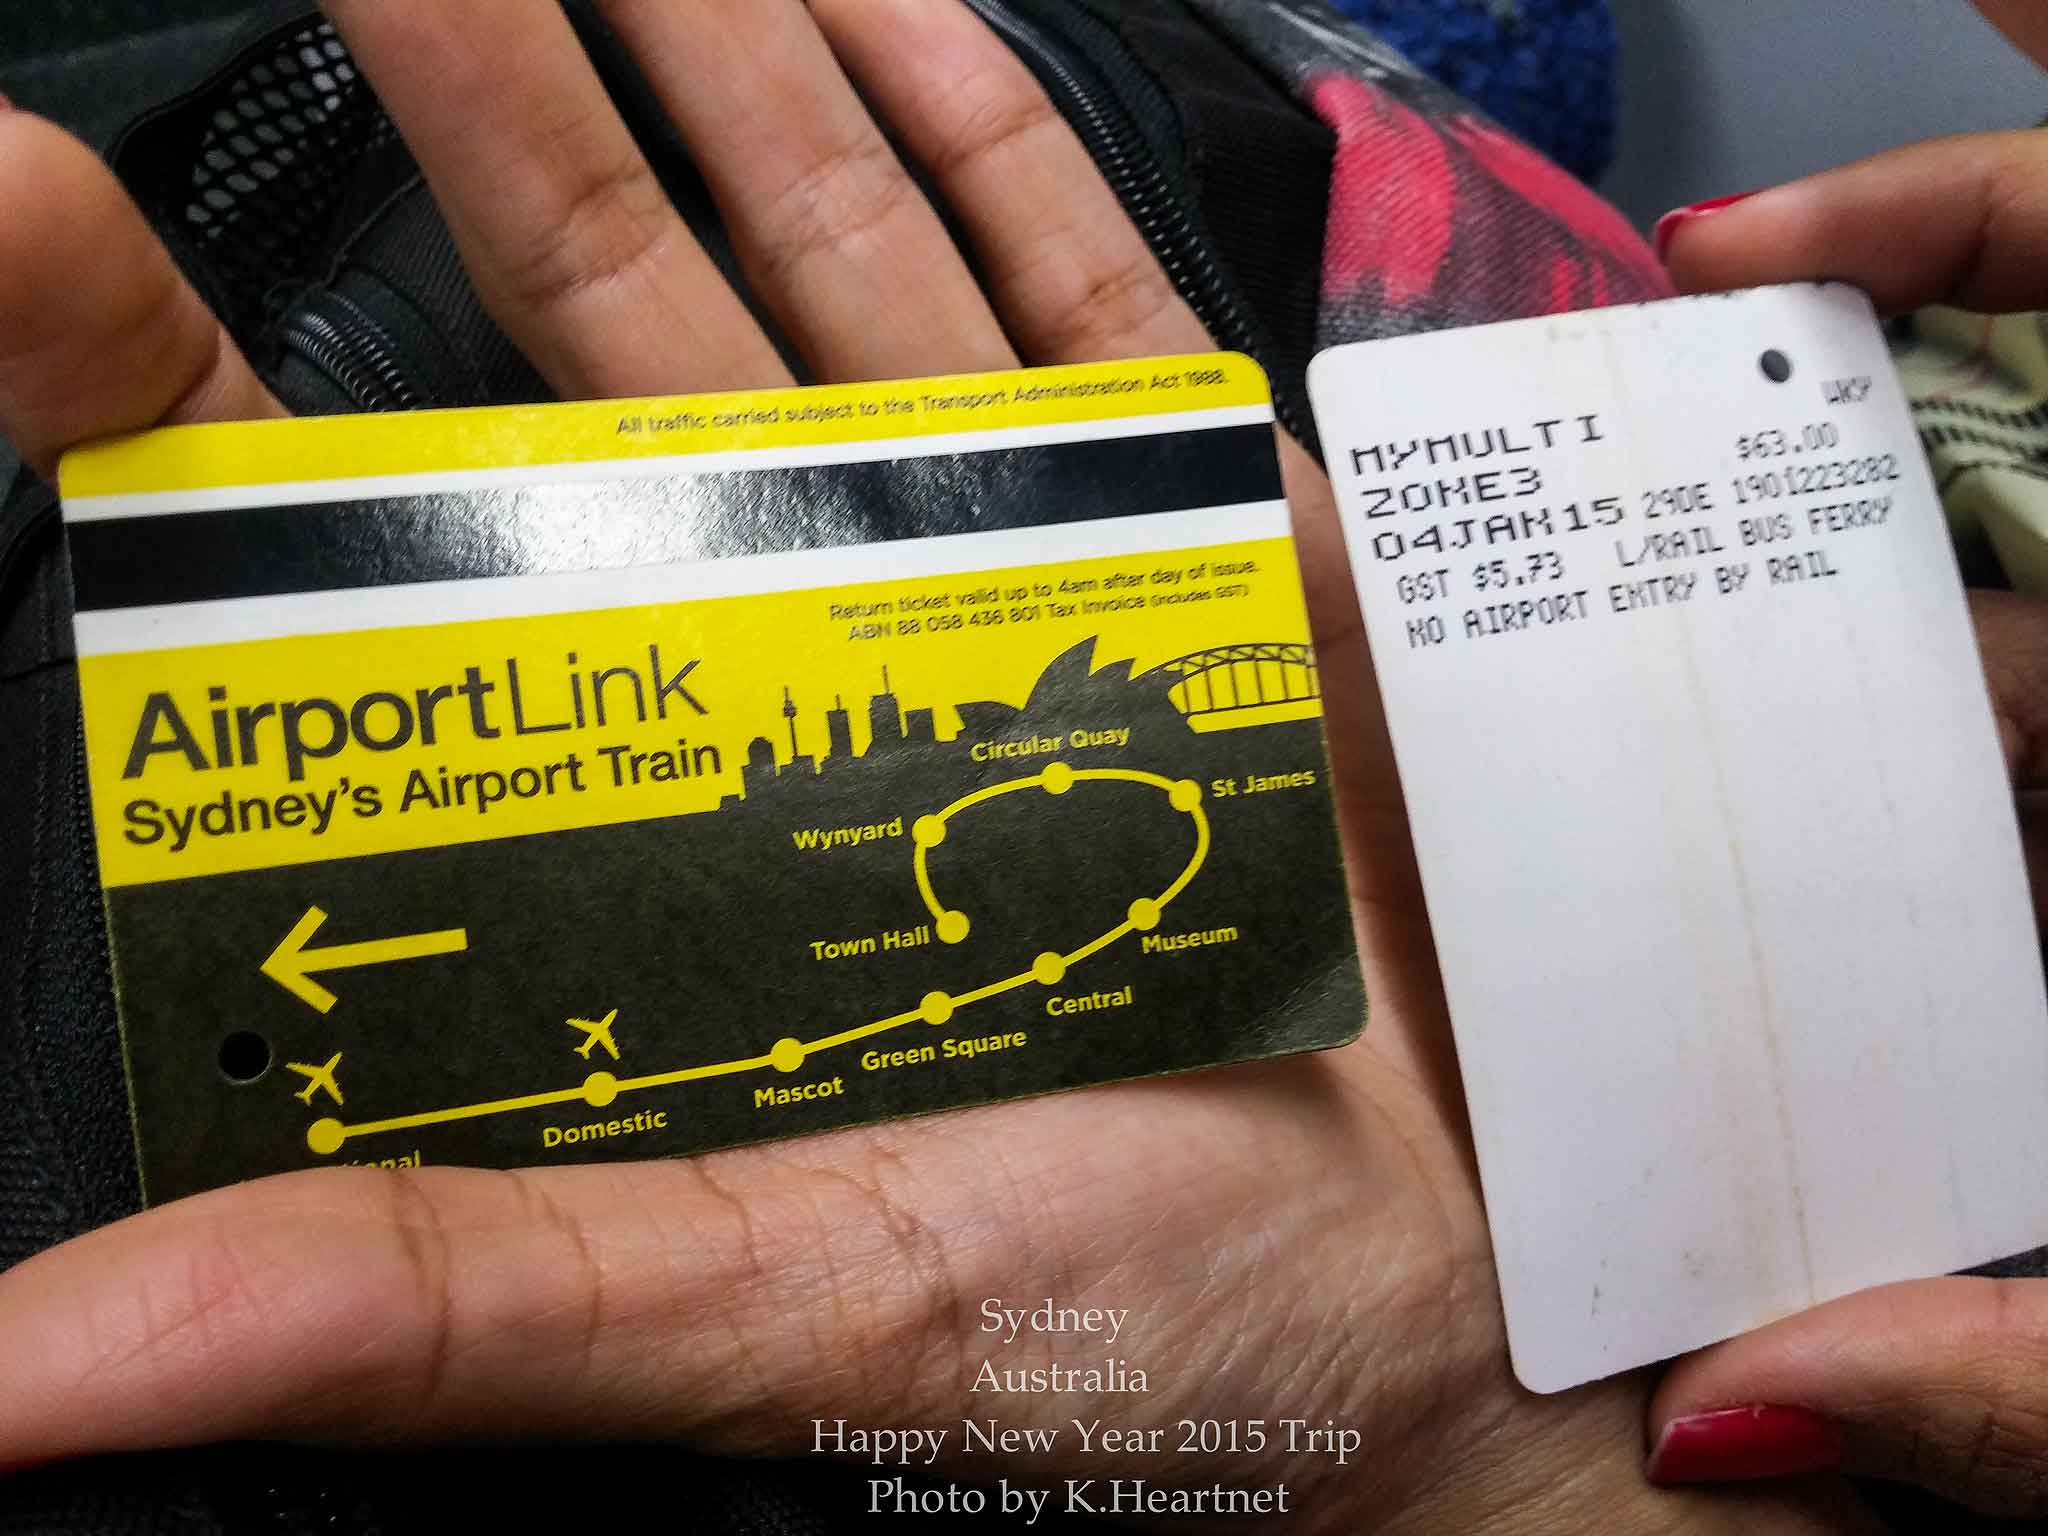 All traffic carried subject to the Transport Administration Act 1988.
Return ticket valid up to 4am after day of issue.
ABN 88 058 436 801 Tax Invoice (includes GST)
AirportLink
Sydney's Airport Train
Circular Quay
St James
Wynyard
Town Hall
Museum
Central
Green Square
Mascot
Domestic
MYMULTI
ZONE3
$63.00
04JAN15 29DE 1901223282
GST $5.73 L/RAIL BUS FERRY
NO AIRPORT ENTRY BY RAIL
Sydney
Australia
Happy New Year 2015 Trip
Photo by K.Heartnet